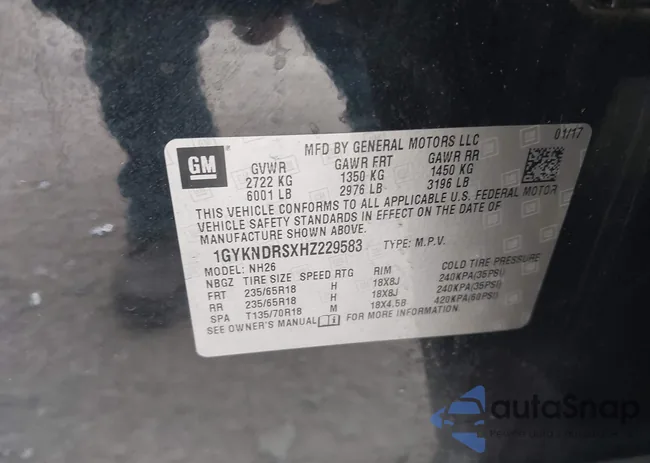 01/17
MFD BY GENERAL MOTORS LLC
GM
GVWR GAWR FRT GAWR RR
2722 KG 1350 KG 1450 KG
6001 LB 2976 LB 3196 LB
THIS VEHICLE CONFORMS TO ALL APPLICABLE U.S. FEDERAL MOTOR
VEHICLE SAFETY STANDARDS IN EFFECT ON THE DATE OF
MANUFACTURE SHOWN ABOVE.
1GYKNDRSXHZ229583 TYPE: M.P.V.
MODEL: NH26
NBGZ TIRE SIZE SPEED RTG RIM COLD TIRE PRESSURE
FRT 235/65R18 H 18X8J 240KPA(35PSI)
RR 235/65R18 H 18X8J 240KPA(35PSI)
SPA T135/70R18 M 18X4.5B 420KPA(60PSI)
SEE OWNER'S MANUAL FOR MORE INFORMATION.
autoSnap